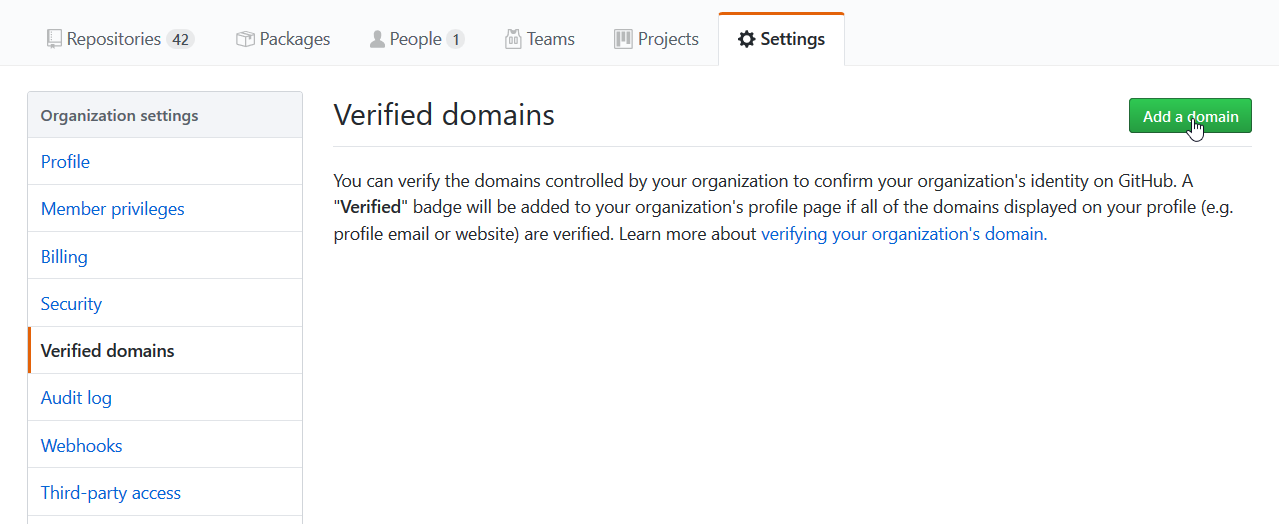 Repositories 42 Packages People 1 Teams Projects Settings
Organization settings
Profile
Member privileges
Billing
Security
Verified domains
Audit log
Webhooks
Third-party access
Verified domains
Add a domain
You can verify the domains controlled by your organization to confirm your organization's identity on GitHub. A
"Verified" badge will be added to your organization's profile page if all of the domains displayed on your profile (e.g.
profile email or website) are verified. Learn more about verifying your organization's domain.